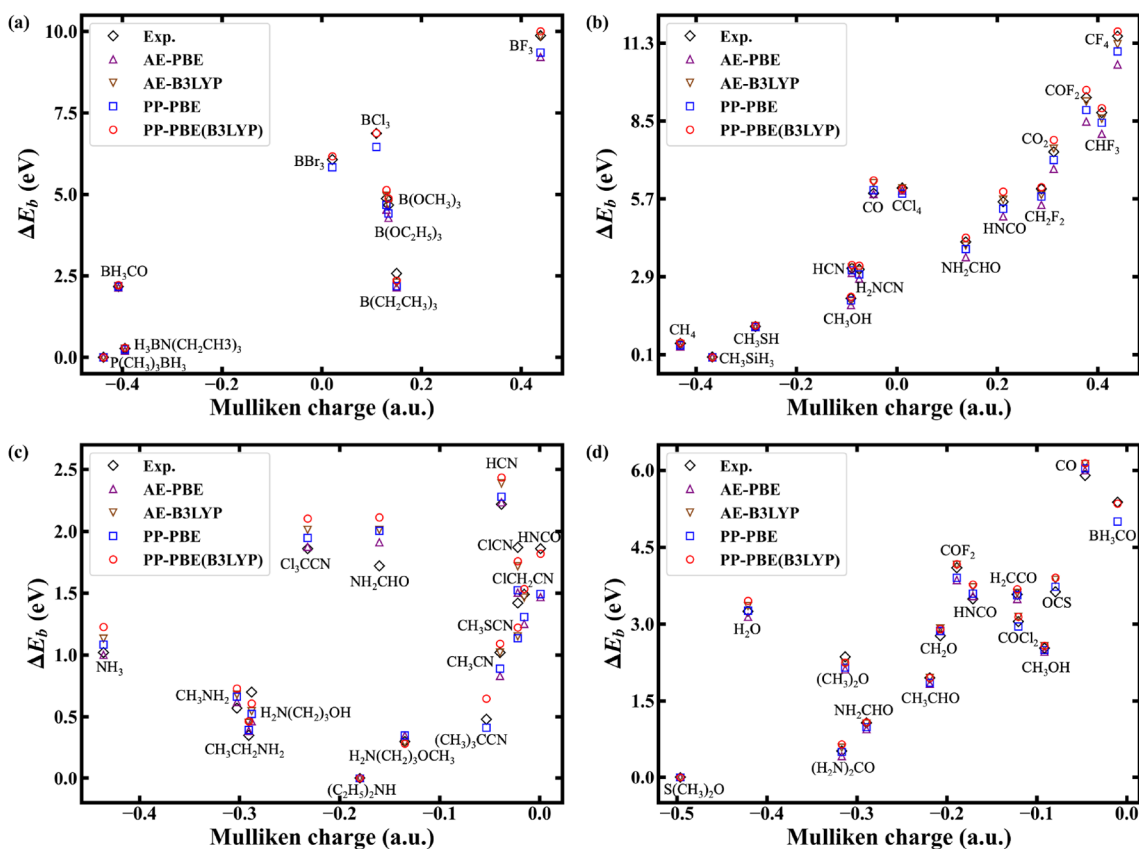 (a)
10.0
7.5
5.0
2.5
0.0
ΔE_b (eV)
Exp.
AE-PBE
AE-B3LYP
PP-PBE
PP-PBE(B3LYP)
BF₃
BCl₃
BBr₃
B(OCH₃)₃
B(OC₂H₅)₃
B(CH₂CH₃)₃
BH₃CO
H₃BN(CH₂CH3)₃
P(CH₃)₃BH₃
−0.4 −0.2 0.0 0.2 0.4
Mulliken charge (a.u.)
(b)
11.3
8.5
5.7
2.9
0.1
ΔE_b (eV)
Exp.
AE-PBE
AE-B3LYP
PP-PBE
PP-PBE(B3LYP)
CF₄
COF₂
CHF₃
CO₂
CO
CCl₄
CH₂F₂
HNCO
NH₂CHO
HCN
H₂NCN
CH₃OH
CH₄
CH₃SH
CH₃SiH₃
−0.4 −0.2 0.0 0.2 0.4
Mulliken charge (a.u.)
(c)
2.5
2.0
1.5
1.0
0.5
0.0
ΔE_b (eV)
Exp.
AE-PBE
AE-B3LYP
PP-PBE
PP-PBE(B3LYP)
HCN
HNCO
ClCN
Cl₃CCN
NH₂CHO
ClCH₂CN
CH₃SCN
CH₃CN
NH₃
CH₃NH₂
H₂N(CH₂)₃OH
CH₃CH₂NH₂
(CH₃)₃CCN
H₂N(CH₂)₃OCH₃
(C₂H₅)₂NH
−0.4 −0.3 −0.2 −0.1 0.0
Mulliken charge (a.u.)
(d)
6.0
4.5
3.0
1.5
0.0
ΔE_b (eV)
Exp.
AE-PBE
AE-B3LYP
PP-PBE
PP-PBE(B3LYP)
CO
BH₃CO
COF₂
H₂CCO
HNCO
OCS
H₂O
CH₂O
COCl₂
CH₃OH
(CH₃)₂O
CH₃CHO
NH₂CHO
(H₂N)₂CO
S(CH₃)₂O
−0.5 −0.4 −0.3 −0.2 −0.1 0.0
Mulliken charge (a.u.)